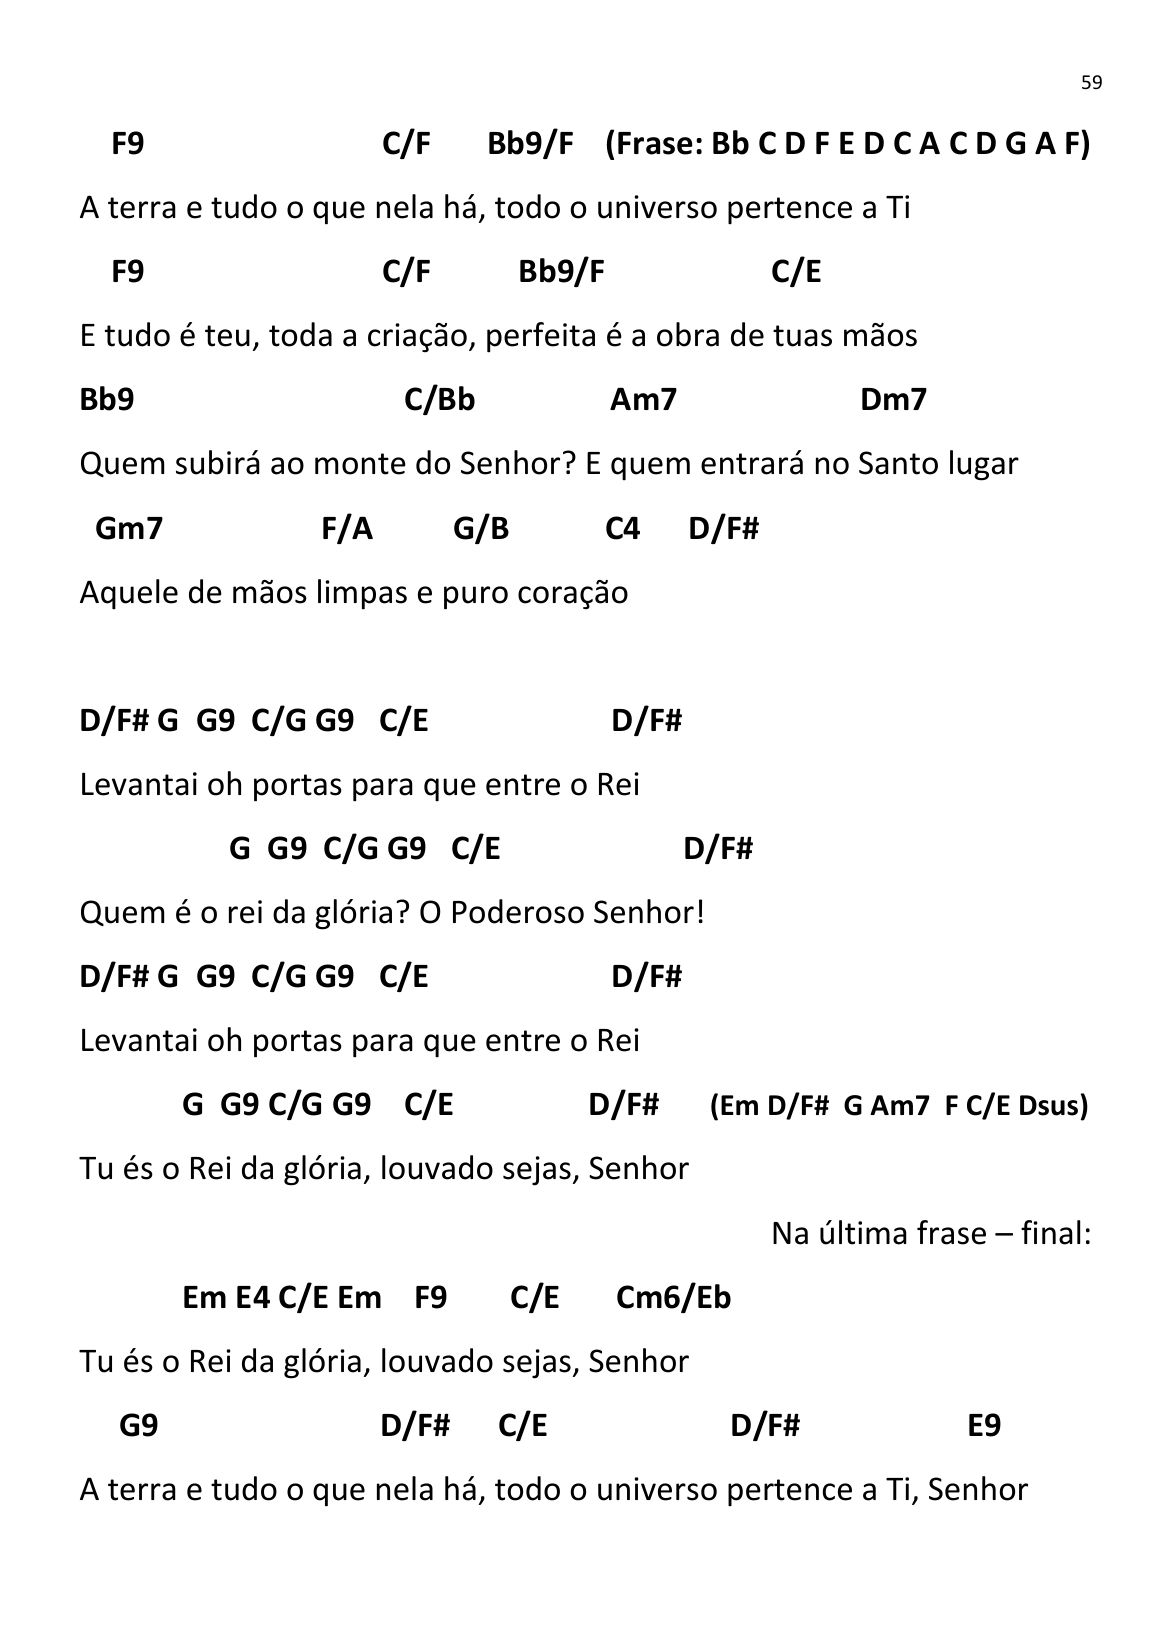 59
F9 C/F Bb9/F (Frase: Bb C D F E D C A C D G A F)
A terra e tudo o que nela há, todo o universo pertence a Ti
F9 C/F Bb9/F C/E
E tudo é teu, toda a criação, perfeita é a obra de tuas mãos
Bb9 C/Bb Am7 Dm7
Quem subirá ao monte do Senhor? E quem entrará no Santo lugar
Gm7 F/A G/B C4 D/F#
Aquele de mãos limpas e puro coração
D/F# G G9 C/G G9 C/E D/F#
Levantai oh portas para que entre o Rei
G G9 C/G G9 C/E D/F#
Quem é o rei da glória? O Poderoso Senhor!
D/F# G G9 C/G G9 C/E D/F#
Levantai oh portas para que entre o Rei
G G9 C/G G9 C/E D/F# (Em D/F# G Am7 F C/E Dsus)
Tu és o Rei da glória, louvado sejas, Senhor
Na última frase – final:
Em E4 C/E Em F9 C/E Cm6/Eb
Tu és o Rei da glória, louvado sejas, Senhor
G9 D/F# C/E D/F# E9
A terra e tudo o que nela há, todo o universo pertence a Ti, Senhor